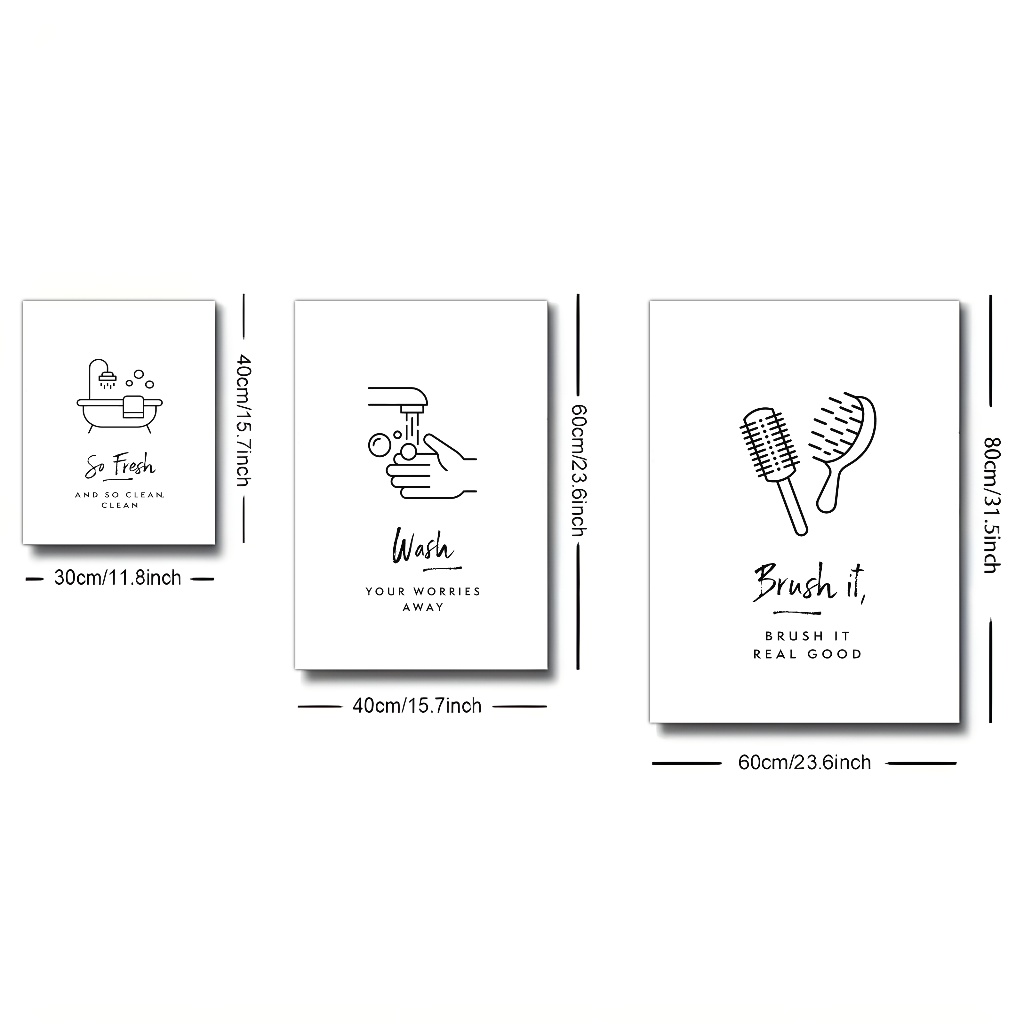 So Fresh
AND SO CLEAN,
CLEAN
40cm/15.7inch
30cm/11.8inch
Wash
YOUR WORRIES
AWAY
60cm/23.6inch
40cm/15.7inch
Brush it,
BRUSH IT
REAL GOOD
80cm/31.5inch
60cm/23.6inch